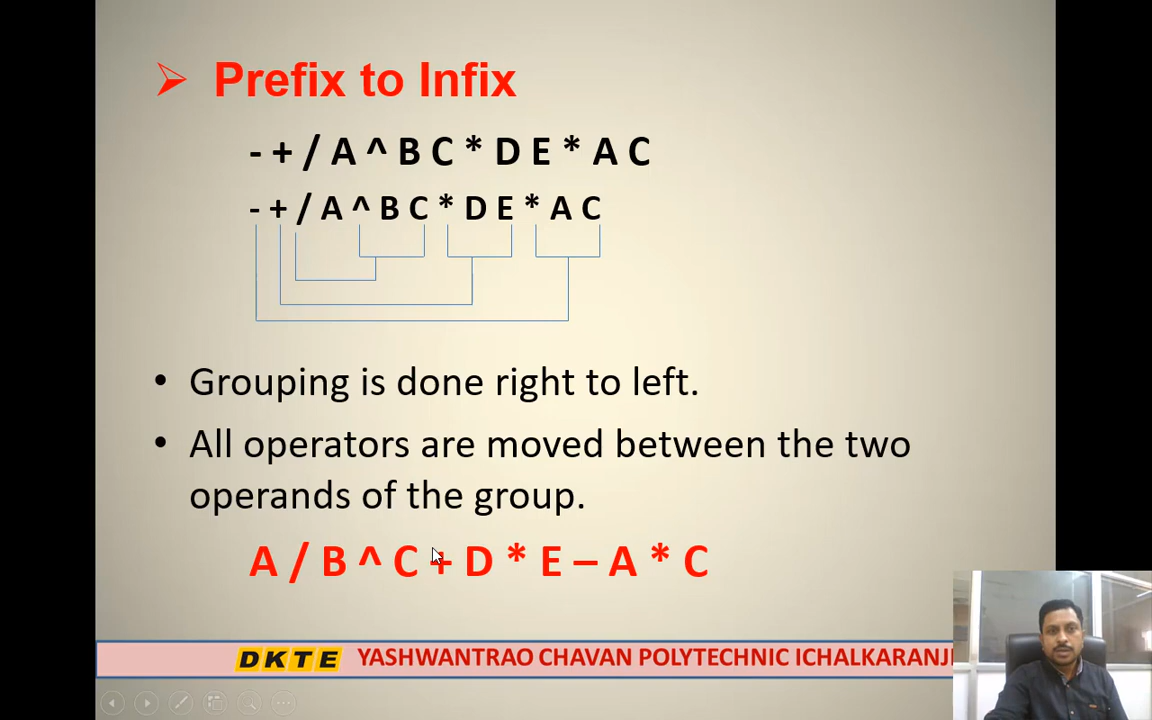 Prefix to Infix
- + / A ^ B C * D E * A C
- + / A ^ B C * D E * A C
• Grouping is done right to left.
• All operators are moved between the two
operands of the group.
A / B ^ C + D * E – A * C
DKTE YASHWANTRAO CHAVAN POLYTECHNIC ICHALKARANJI